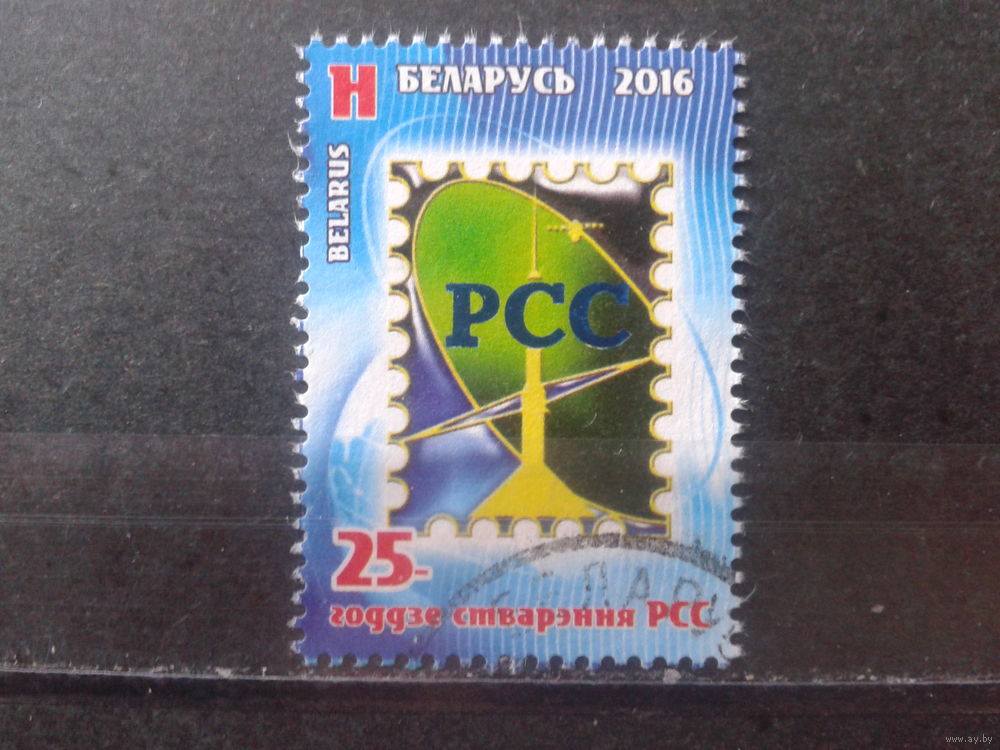 Н БЕЛАРУСЬ 2016
BELARUS
РСС
25-
годдзе стварэння РСС
www.ay.by